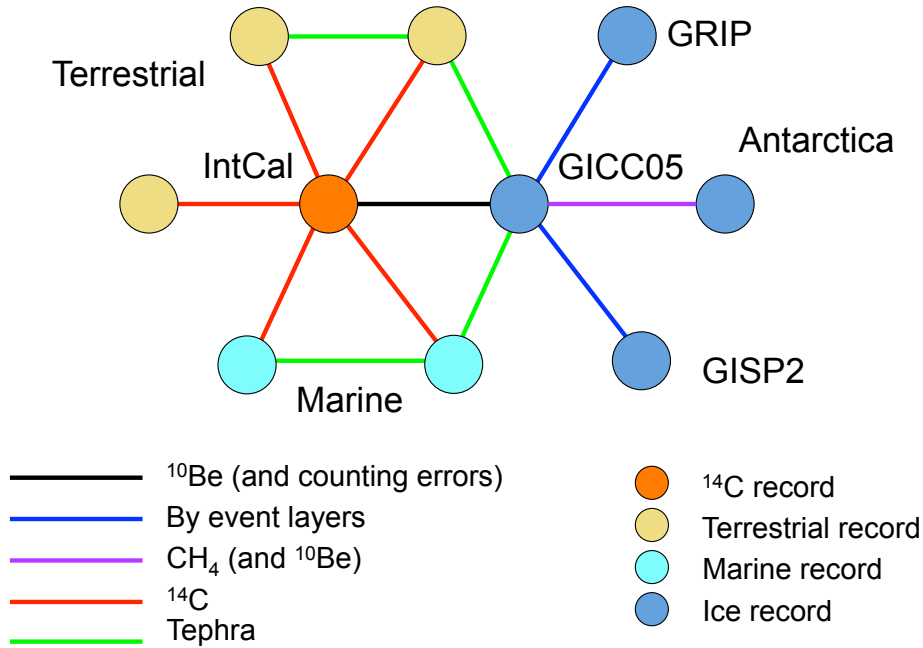 GRIP
Terrestrial
Antarctica
IntCal
GICC05
GISP2
Marine
¹⁰Be (and counting errors)
By event layers
CH₄ (and ¹⁰Be)
¹⁴C
Tephra
¹⁴C record
Terrestrial record
Marine record
Ice record